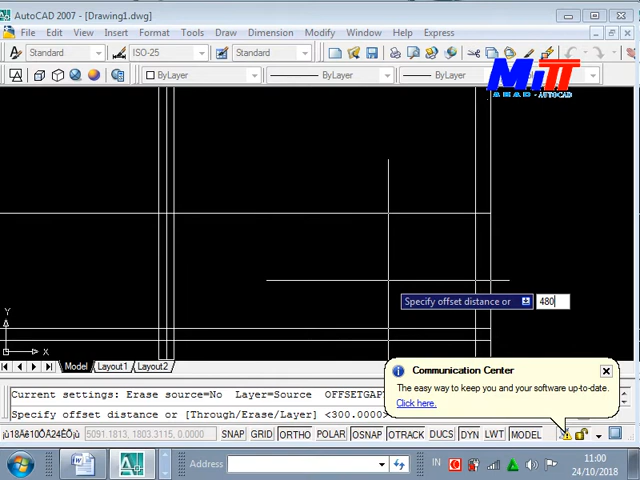 AutoCAD 2007 - [Drawing1.dwg]
File Edit View Insert Format Tools Draw Dimension Modify Window Help Express
Standard ISO-25 Standard
ByLayer ByLayer ByLayer
MiTT
AHAD - AUTOCAD
Specify offset distance or 480
Y
X
Model Layout1 Layout2
Communication Center
The easy way to keep you and your software up-to-date.
Click here.
Current settings: Erase source=No Layer=Source OFFSETGAPT
Specify offset distance or [Through/Erase/Layer] <300.0000
5091.1813, 1803.3115, 0.0000 SNAP GRID ORTHO POLAR OSNAP OTRACK DUCS DYN LWT MODEL
Address IN 11:00
24/10/2018